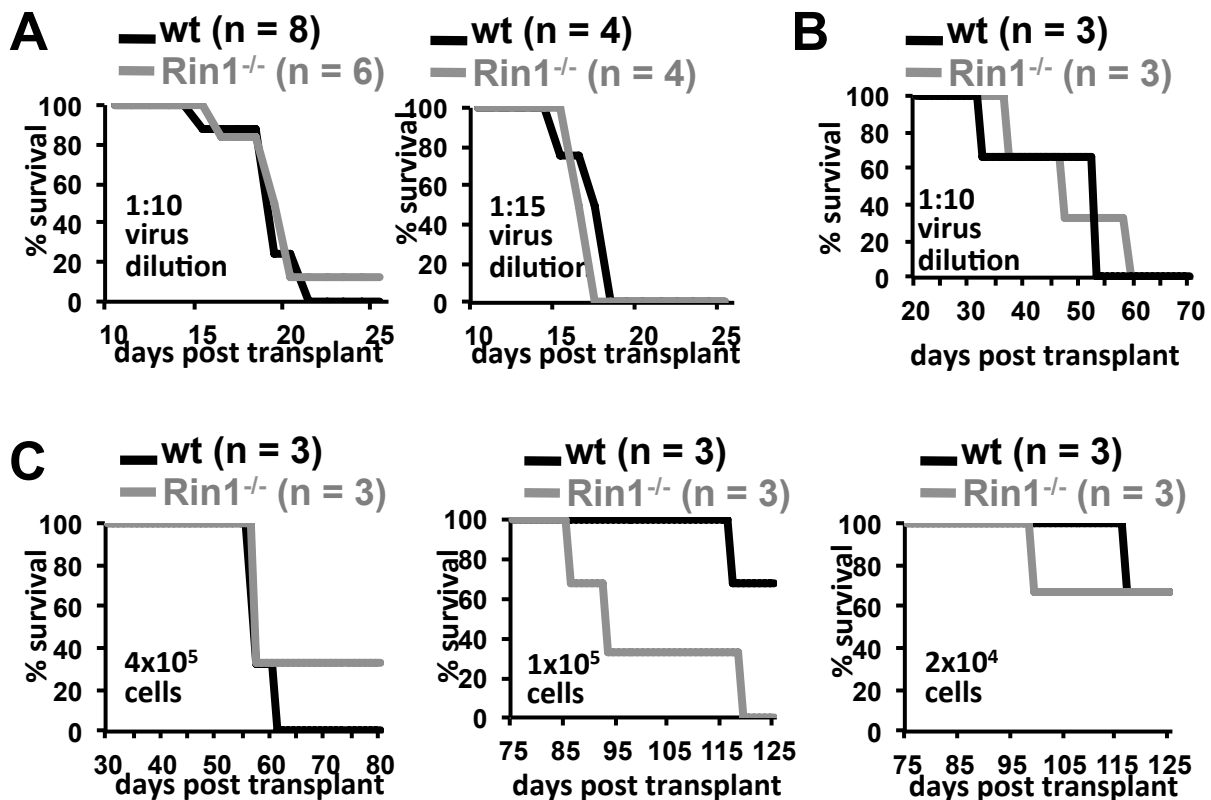 A
wt (n = 8)
Rin1-/- (n = 6)
% survival
100
80
60
40
20
0
1:10
virus
dilution
10 15 20 25
days post transplant
wt (n = 4)
Rin1-/- (n = 4)
% survival
100
80
60
40
20
0
1:15
virus
dilution
10 15 20 25
days post transplant
B
wt (n = 3)
Rin1-/- (n = 3)
% survival
100
80
60
40
20
0
1:10
virus
dilution
20 30 40 50 60 70
days post transplant
C
wt (n = 3)
Rin1-/- (n = 3)
% survival
100
80
60
40
20
0
4x10⁵
cells
30 40 50 60 70 80
days post transplant
wt (n = 3)
Rin1-/- (n = 3)
% survival
100
80
60
40
20
0
1x10⁵
cells
75 85 95 105 115 125
days post transplant
wt (n = 3)
Rin1-/- (n = 3)
% survival
100
80
60
40
20
0
2x10⁴
cells
75 85 95 105 115 125
days post transplant